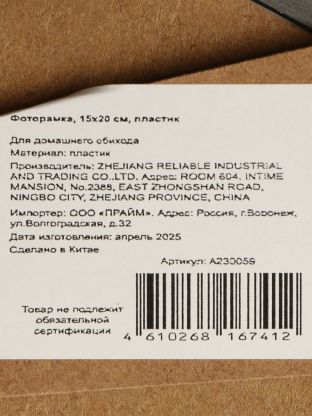 Фоторамка, 15х20 см, пластик
Для домашнего обихода
Материал: пластик
Производитель: ZHEJIANG RELIABLE INDUSTRIAL
AND TRADING CO.,LTD. Адрес: ROOM 604, INTIME
MANSION, No.2388, EAST ZHONGSHAN ROAD,
NINGBO CITY, ZHEJIANG PROVINCE, CHINA
Импортер: ООО «ПРАЙМ». Адрес: Россия, г.Воронеж,
ул.Волгоградская, д.32
Дата изготовления: апрель 2025
Сделано в Китае
Артикул: A230059
Товар не подлежит
обязательной
сертификации
4 610268 167412